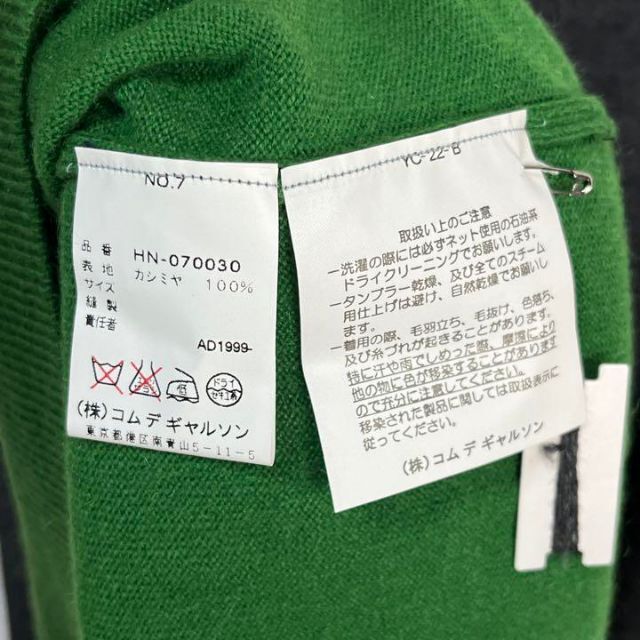 NO.7
品番 HN-070030
表地 カシミヤ 100%
サイズ
縫製
責任者
AD1999
ドライ
セキユ系
(株)コムデギャルソン
東京都港区南青山5-11-5
YC-22-B
取扱い上のご注意
一洗濯の際には必ずネット使用の石油系
ドライクリーニングでお願いします。
一タンブラー乾燥、及び全てのスチーム
用仕上げは避け、自然乾燥でお願いし
ます。
一着用の際、毛羽立ち、毛抜け、色落ち、
及び糸づれが起きることがあります。
特に汗や雨でしめった際、摩擦により
他の物に色が移染することがあります
ので充分に注意してください。
移染された製品に関しては取扱表示に
従ってください。
(株)コムデギャルソン